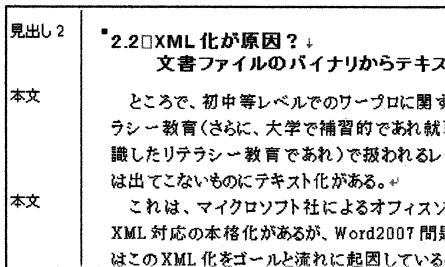 見出し 2
▪2.2□XML 化が原因？↓
文書ファイルのバイナリからテキス
本文
ところで、初中等レベルでのワープロに関す
ラシー教育（さらに、大学で補習的であれ就
識したリテラシー教育であれ）で扱われるレ
は出てこないものにテキスト化がある。↵
本文
これは、マイクロソフト社によるオフィスソ
XML 対応の本格化があるが、Word2007 問
はこの XML 化をゴールと流れに起因している